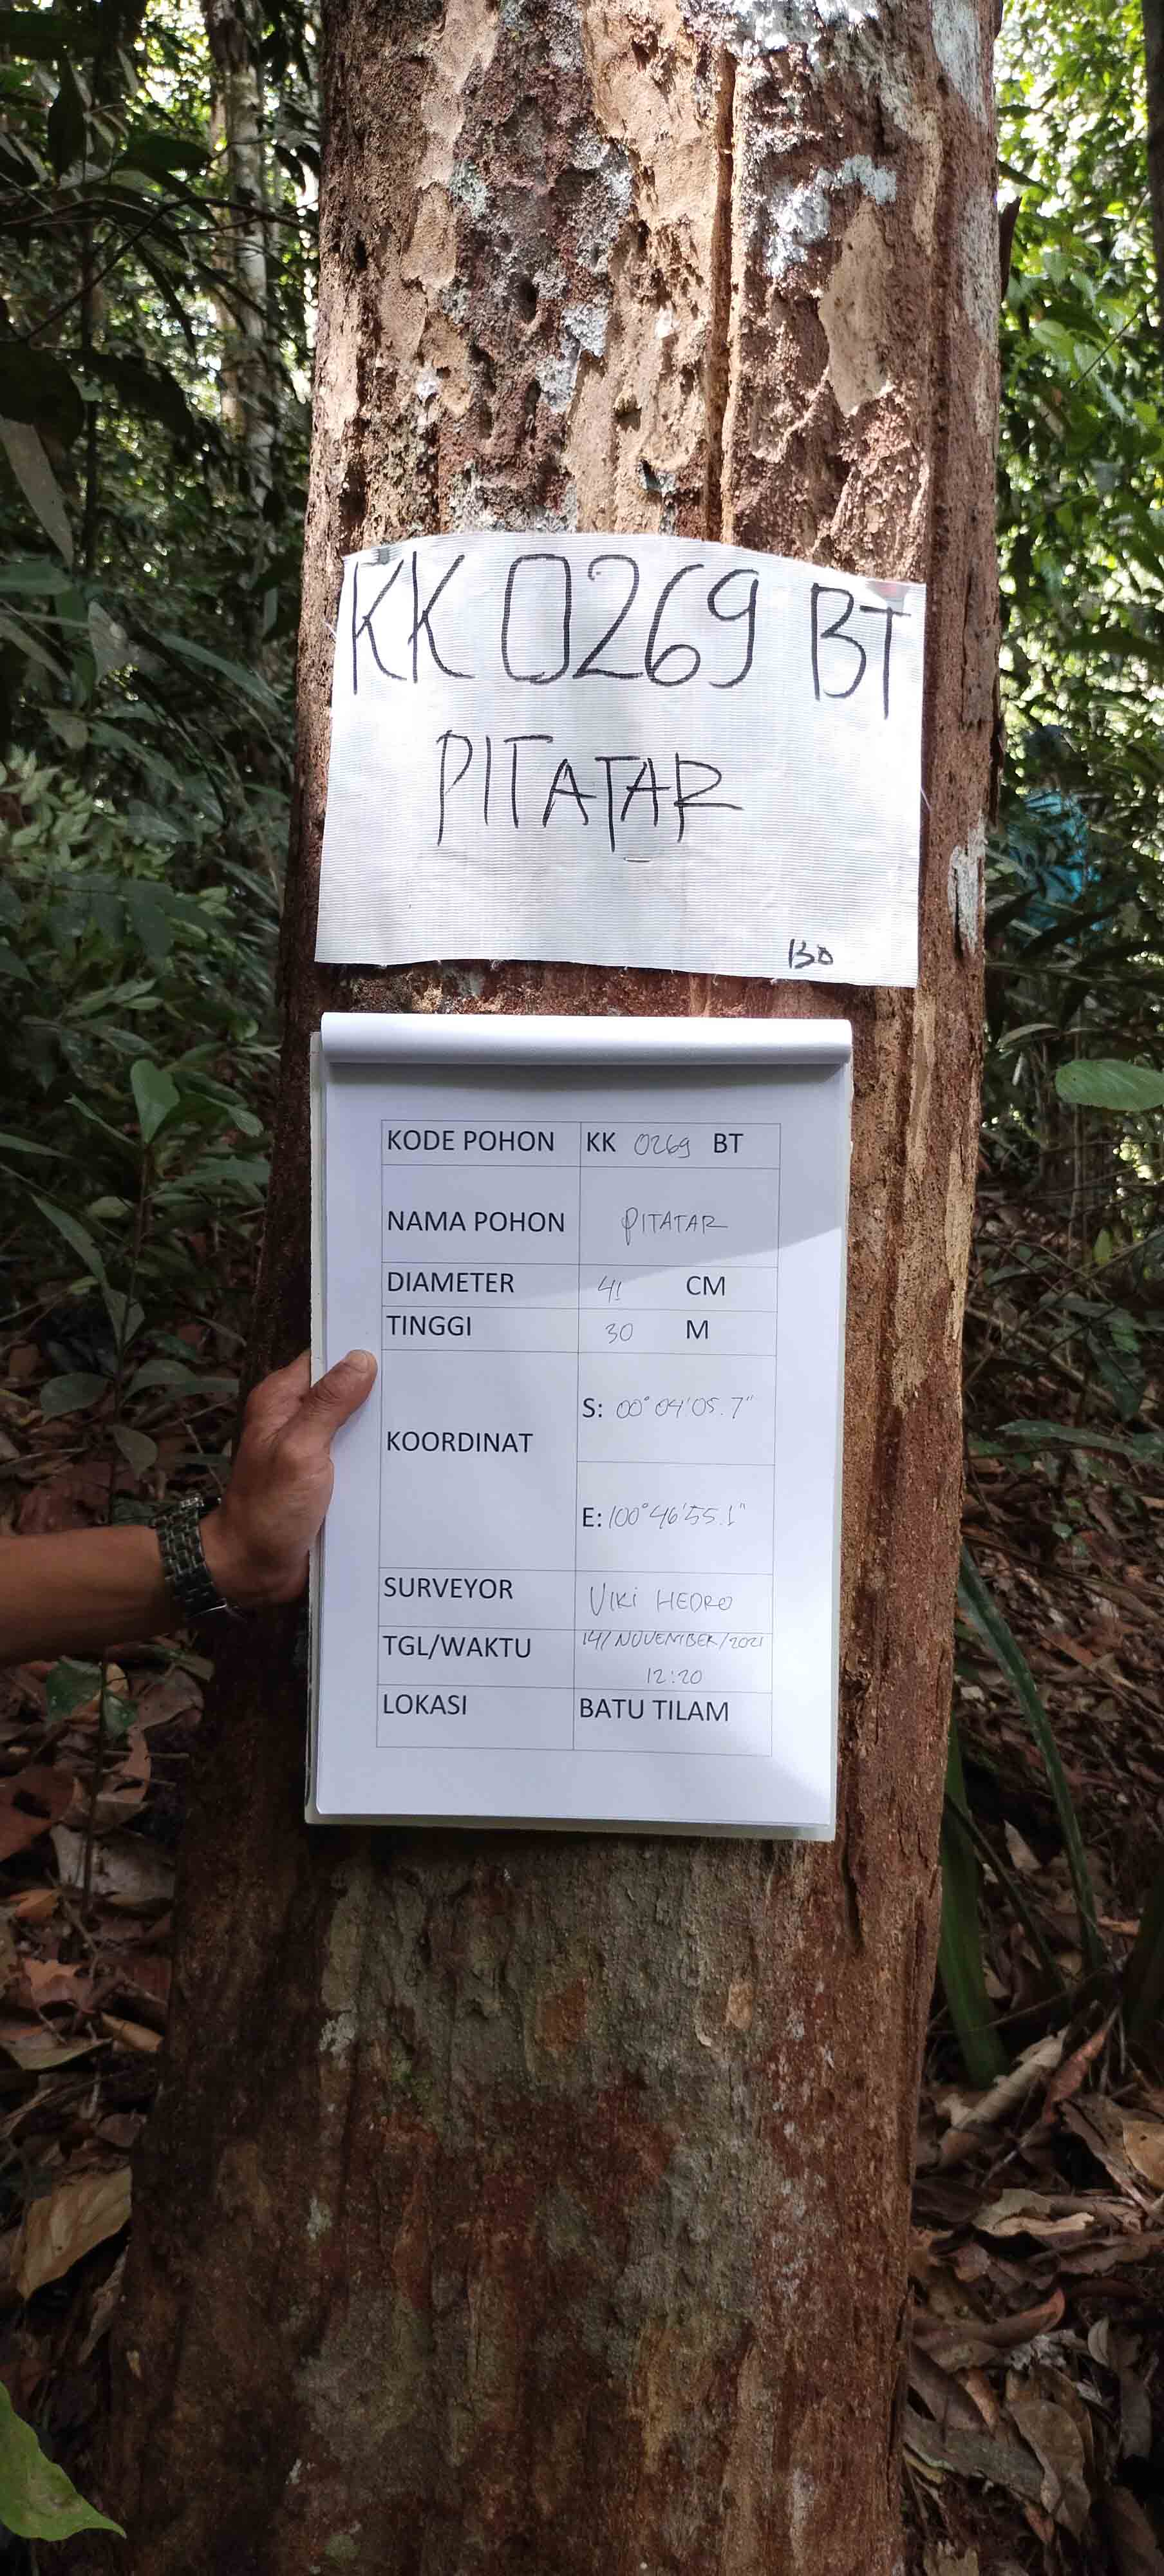 KK 0269 BT
PITATAR
130
KODE POHON KK 0269 BT
NAMA POHON PITATAR
DIAMETER 41 CM
TINGGI 30 M
KOORDINAT
S: 00° 04' 05.7"
E: 100° 46' 55.1"
SURVEYOR VIKI HEDRO
TGL/WAKTU 14/NOVEMBER/2021
12:20
LOKASI BATU TILAM